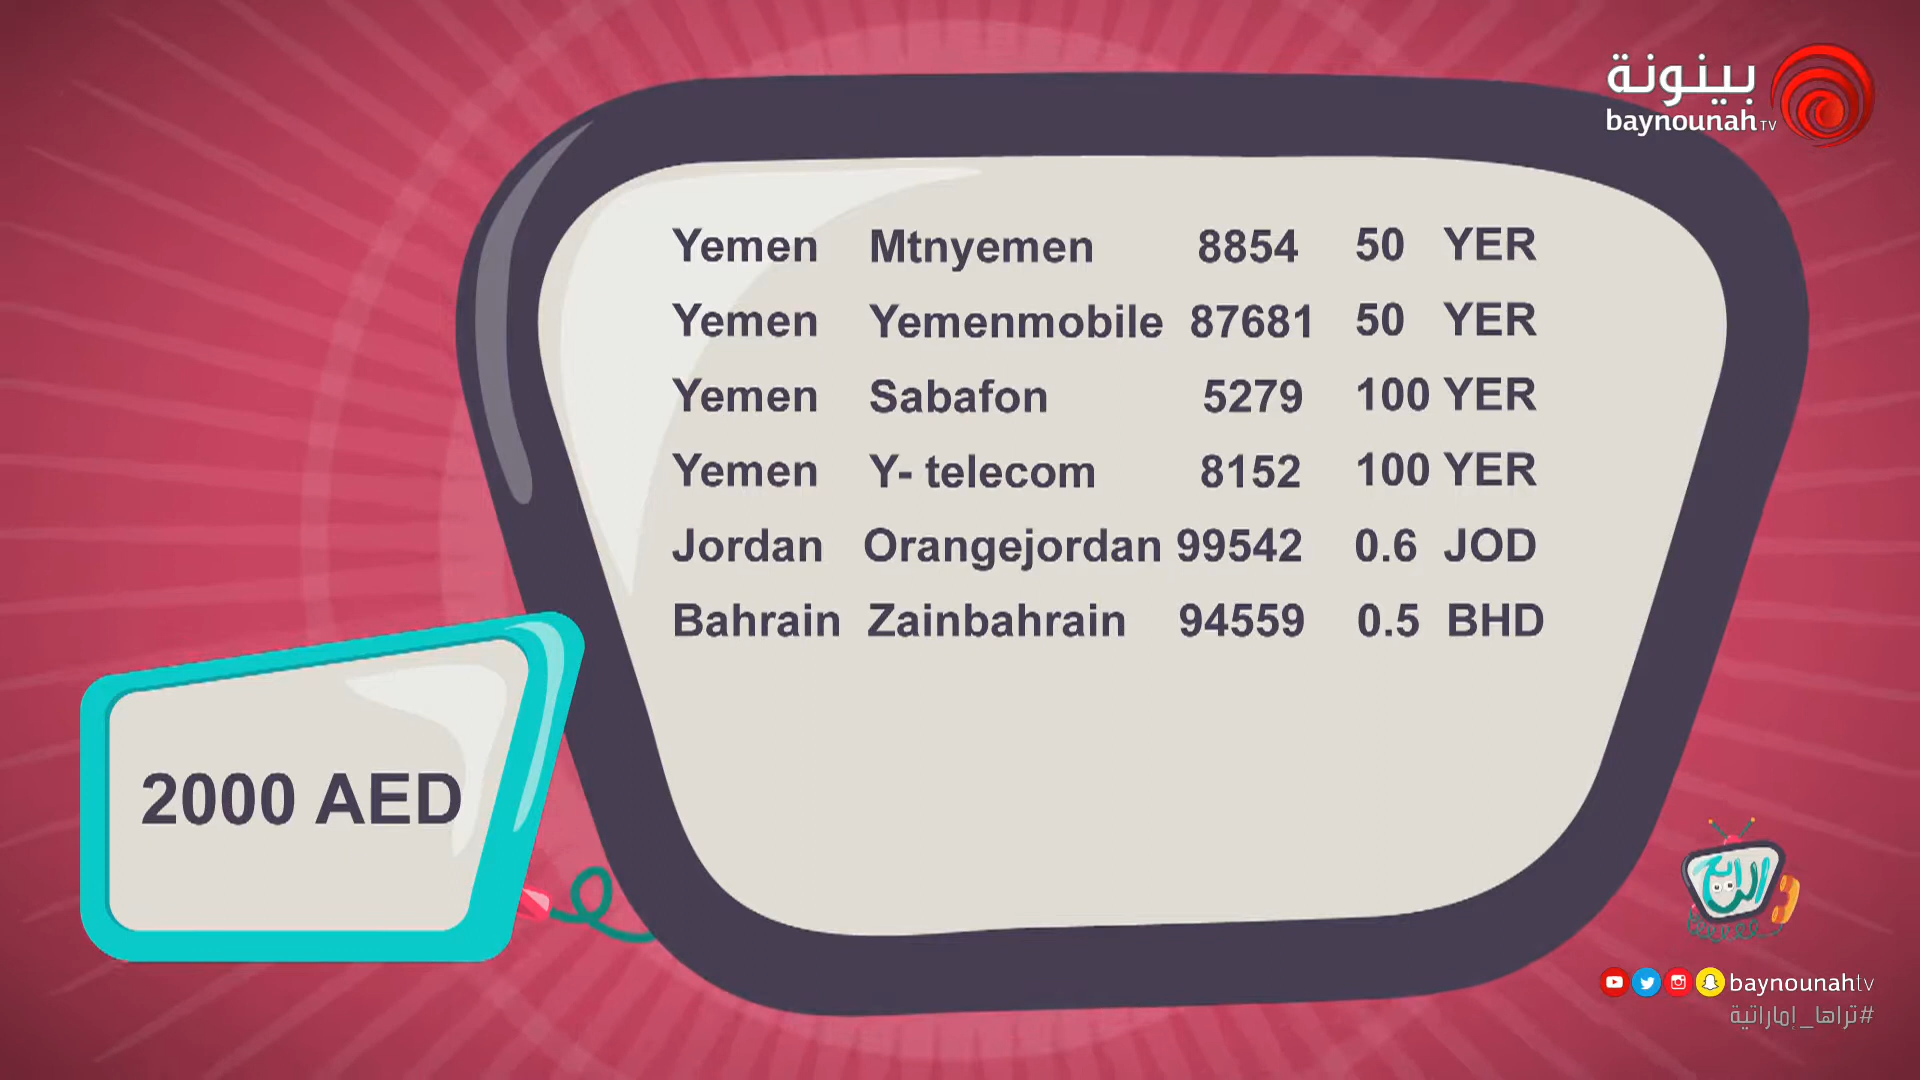 بينونة
baynounah TV
Yemen Mtnyemen 8854 50 YER
Yemen Yemenmobile 87681 50 YER
Yemen Sabafon 5279 100 YER
Yemen Y- telecom 8152 100 YER
Jordan Orangejordan 99542 0.6 JOD
Bahrain Zainbahrain 94559 0.5 BHD
2000 AED
الرابح
baynounahtv
#تراها_إماراتية